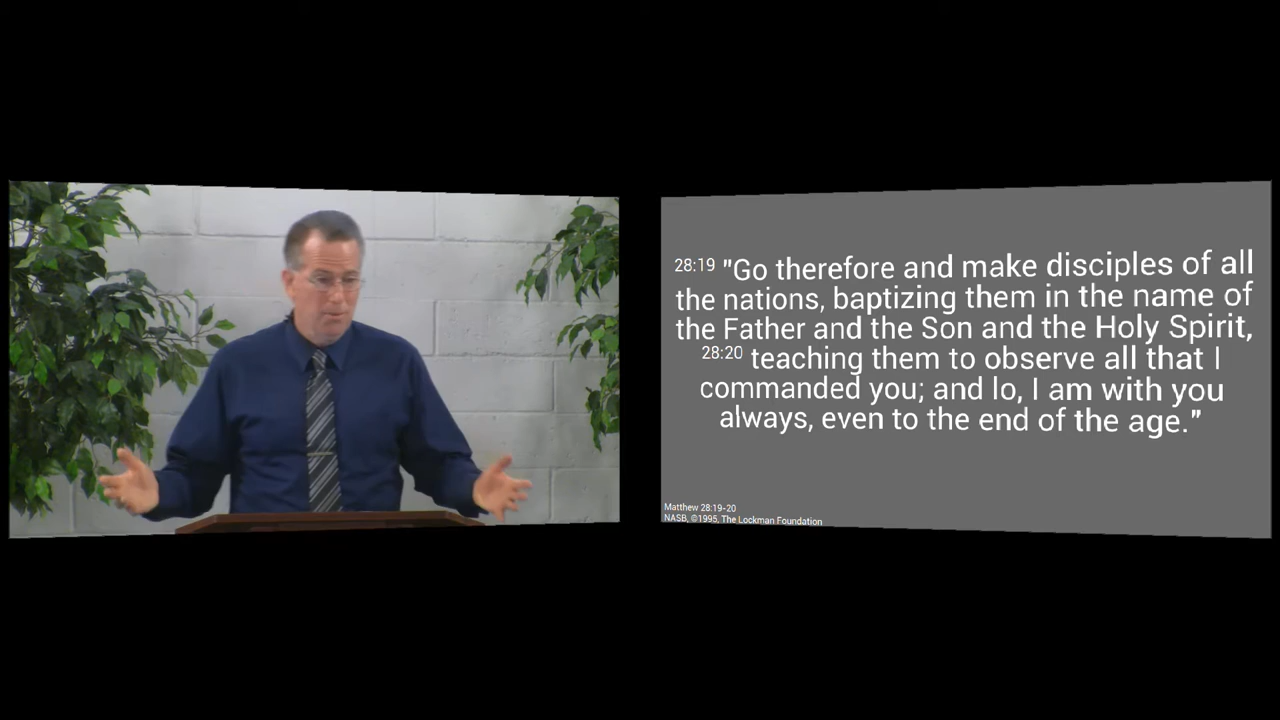 28:19 "Go therefore and make disciples of all
the nations, baptizing them in the name of
the Father and the Son and the Holy Spirit,
28:20 teaching them to observe all that I
commanded you; and lo, I am with you
always, even to the end of the age."
Matthew 28:19-20
NASB, ©1995, The Lockman Foundation